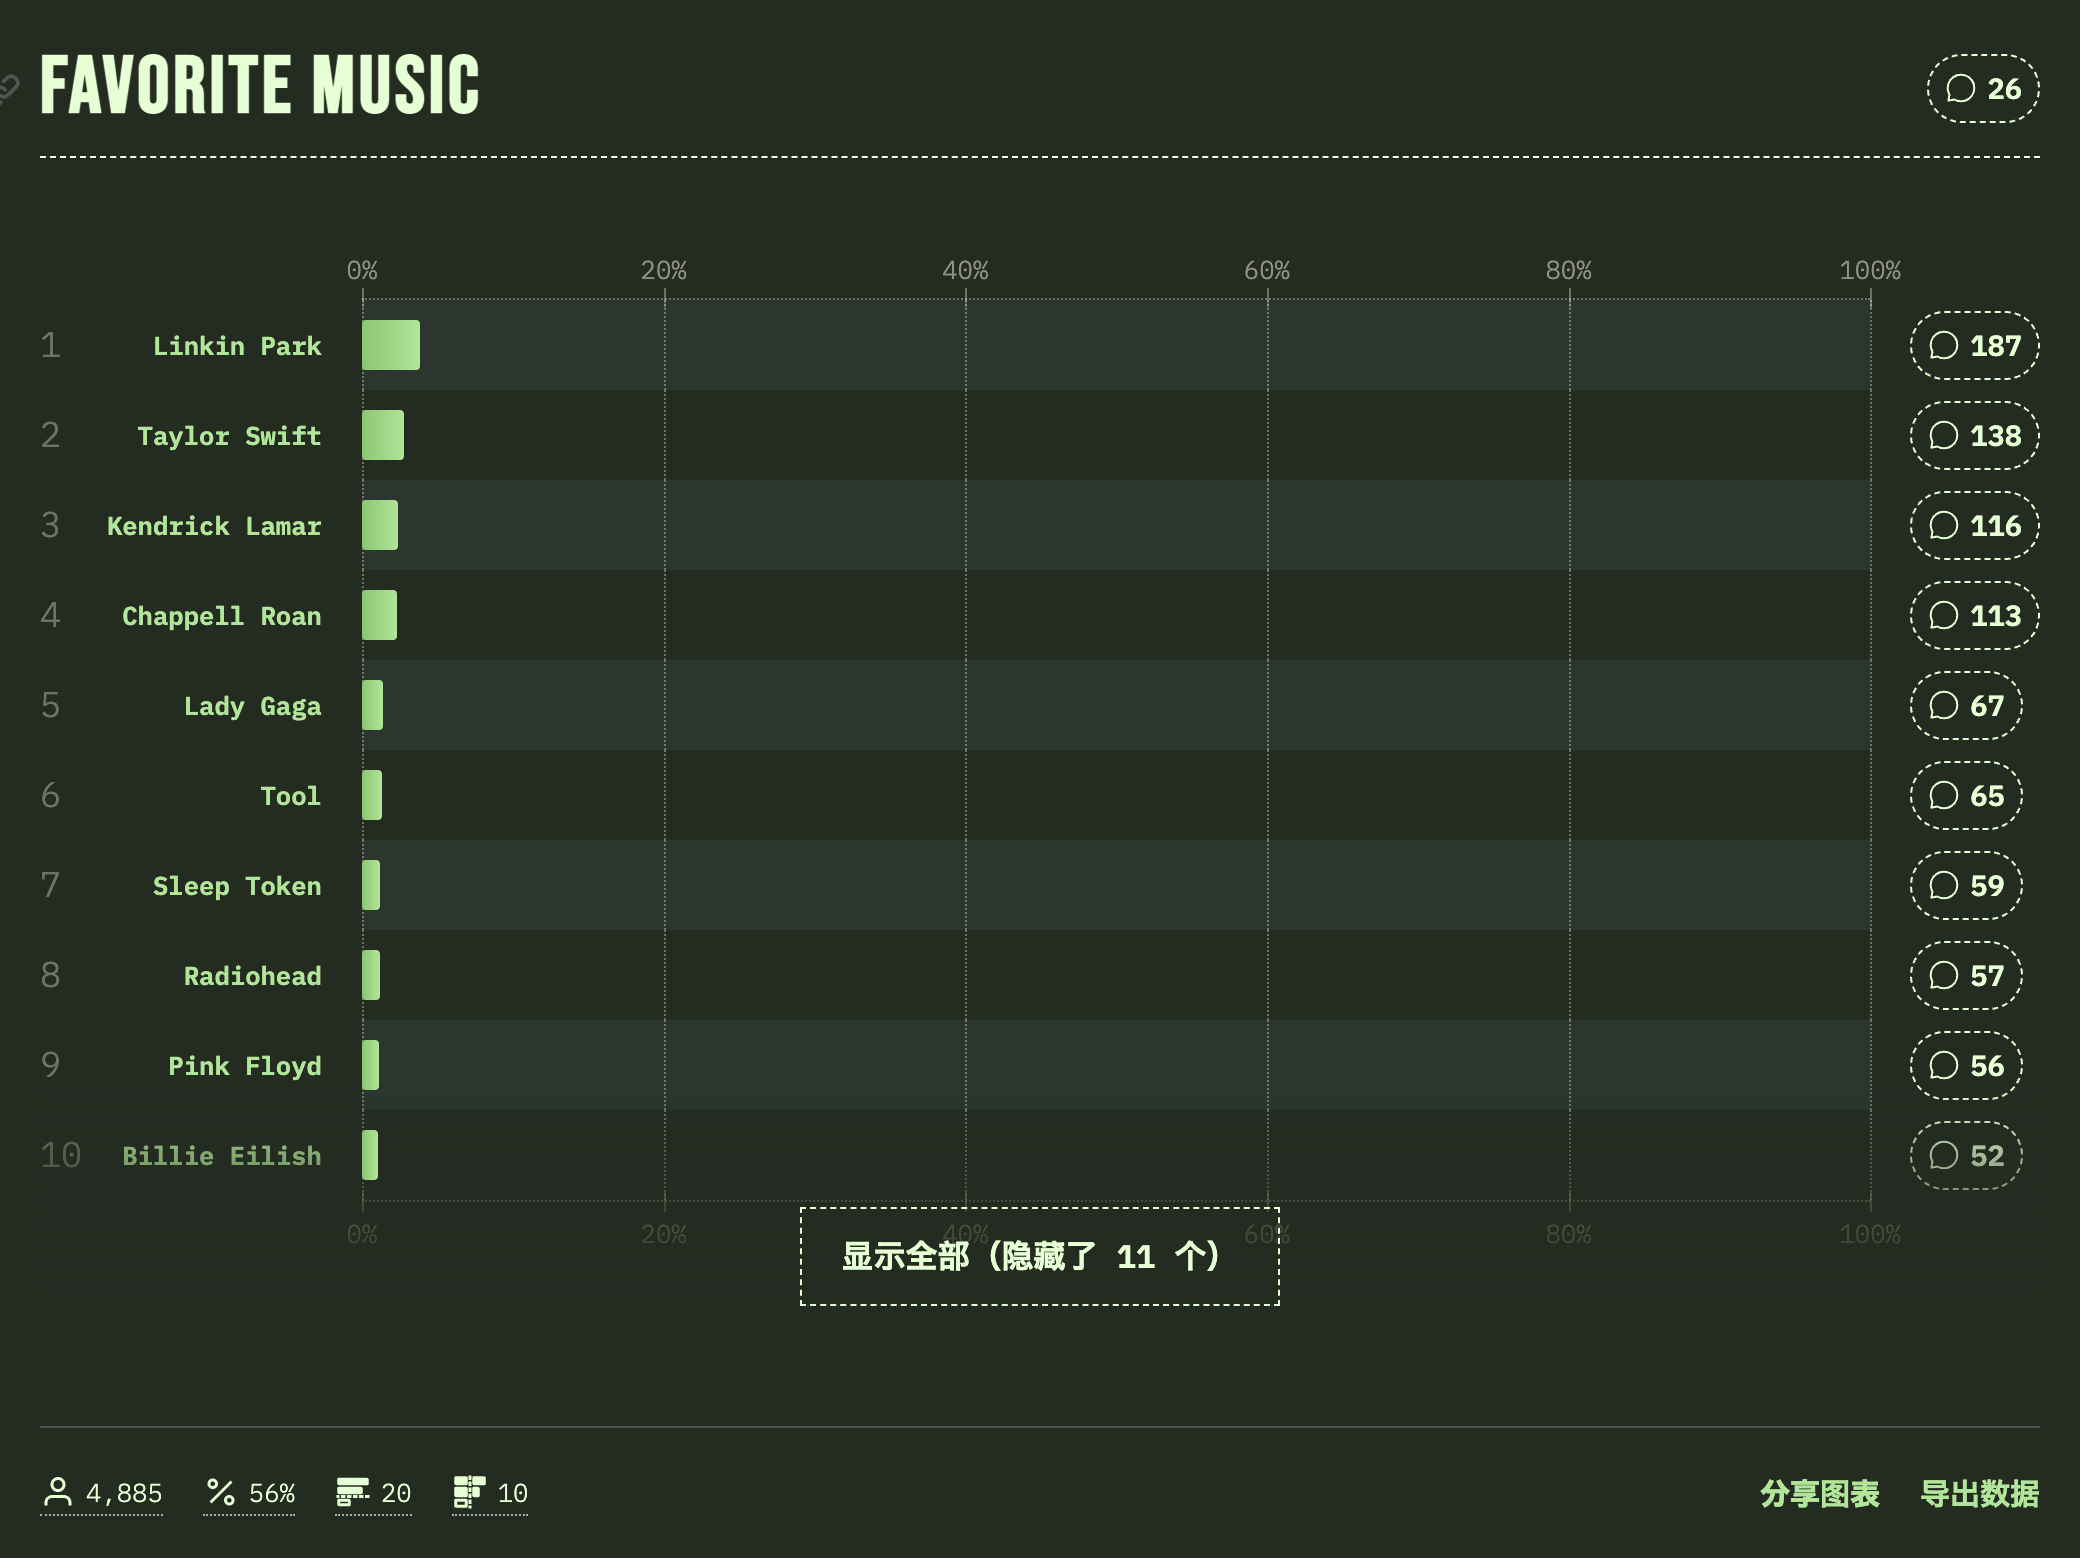 FAVORITE MUSIC
26
0% 20% 40% 60% 80% 100%
1 Linkin Park 187
2 Taylor Swift 138
3 Kendrick Lamar 116
4 Chappell Roan 113
5 Lady Gaga 67
6 Tool 65
7 Sleep Token 59
8 Radiohead 57
9 Pink Floyd 56
10 Billie Eilish 52
0% 20% 40% 60% 80% 100%
显示全部（隐藏了 11 个）
4,885 56% 20 10 分享图表 导出数据